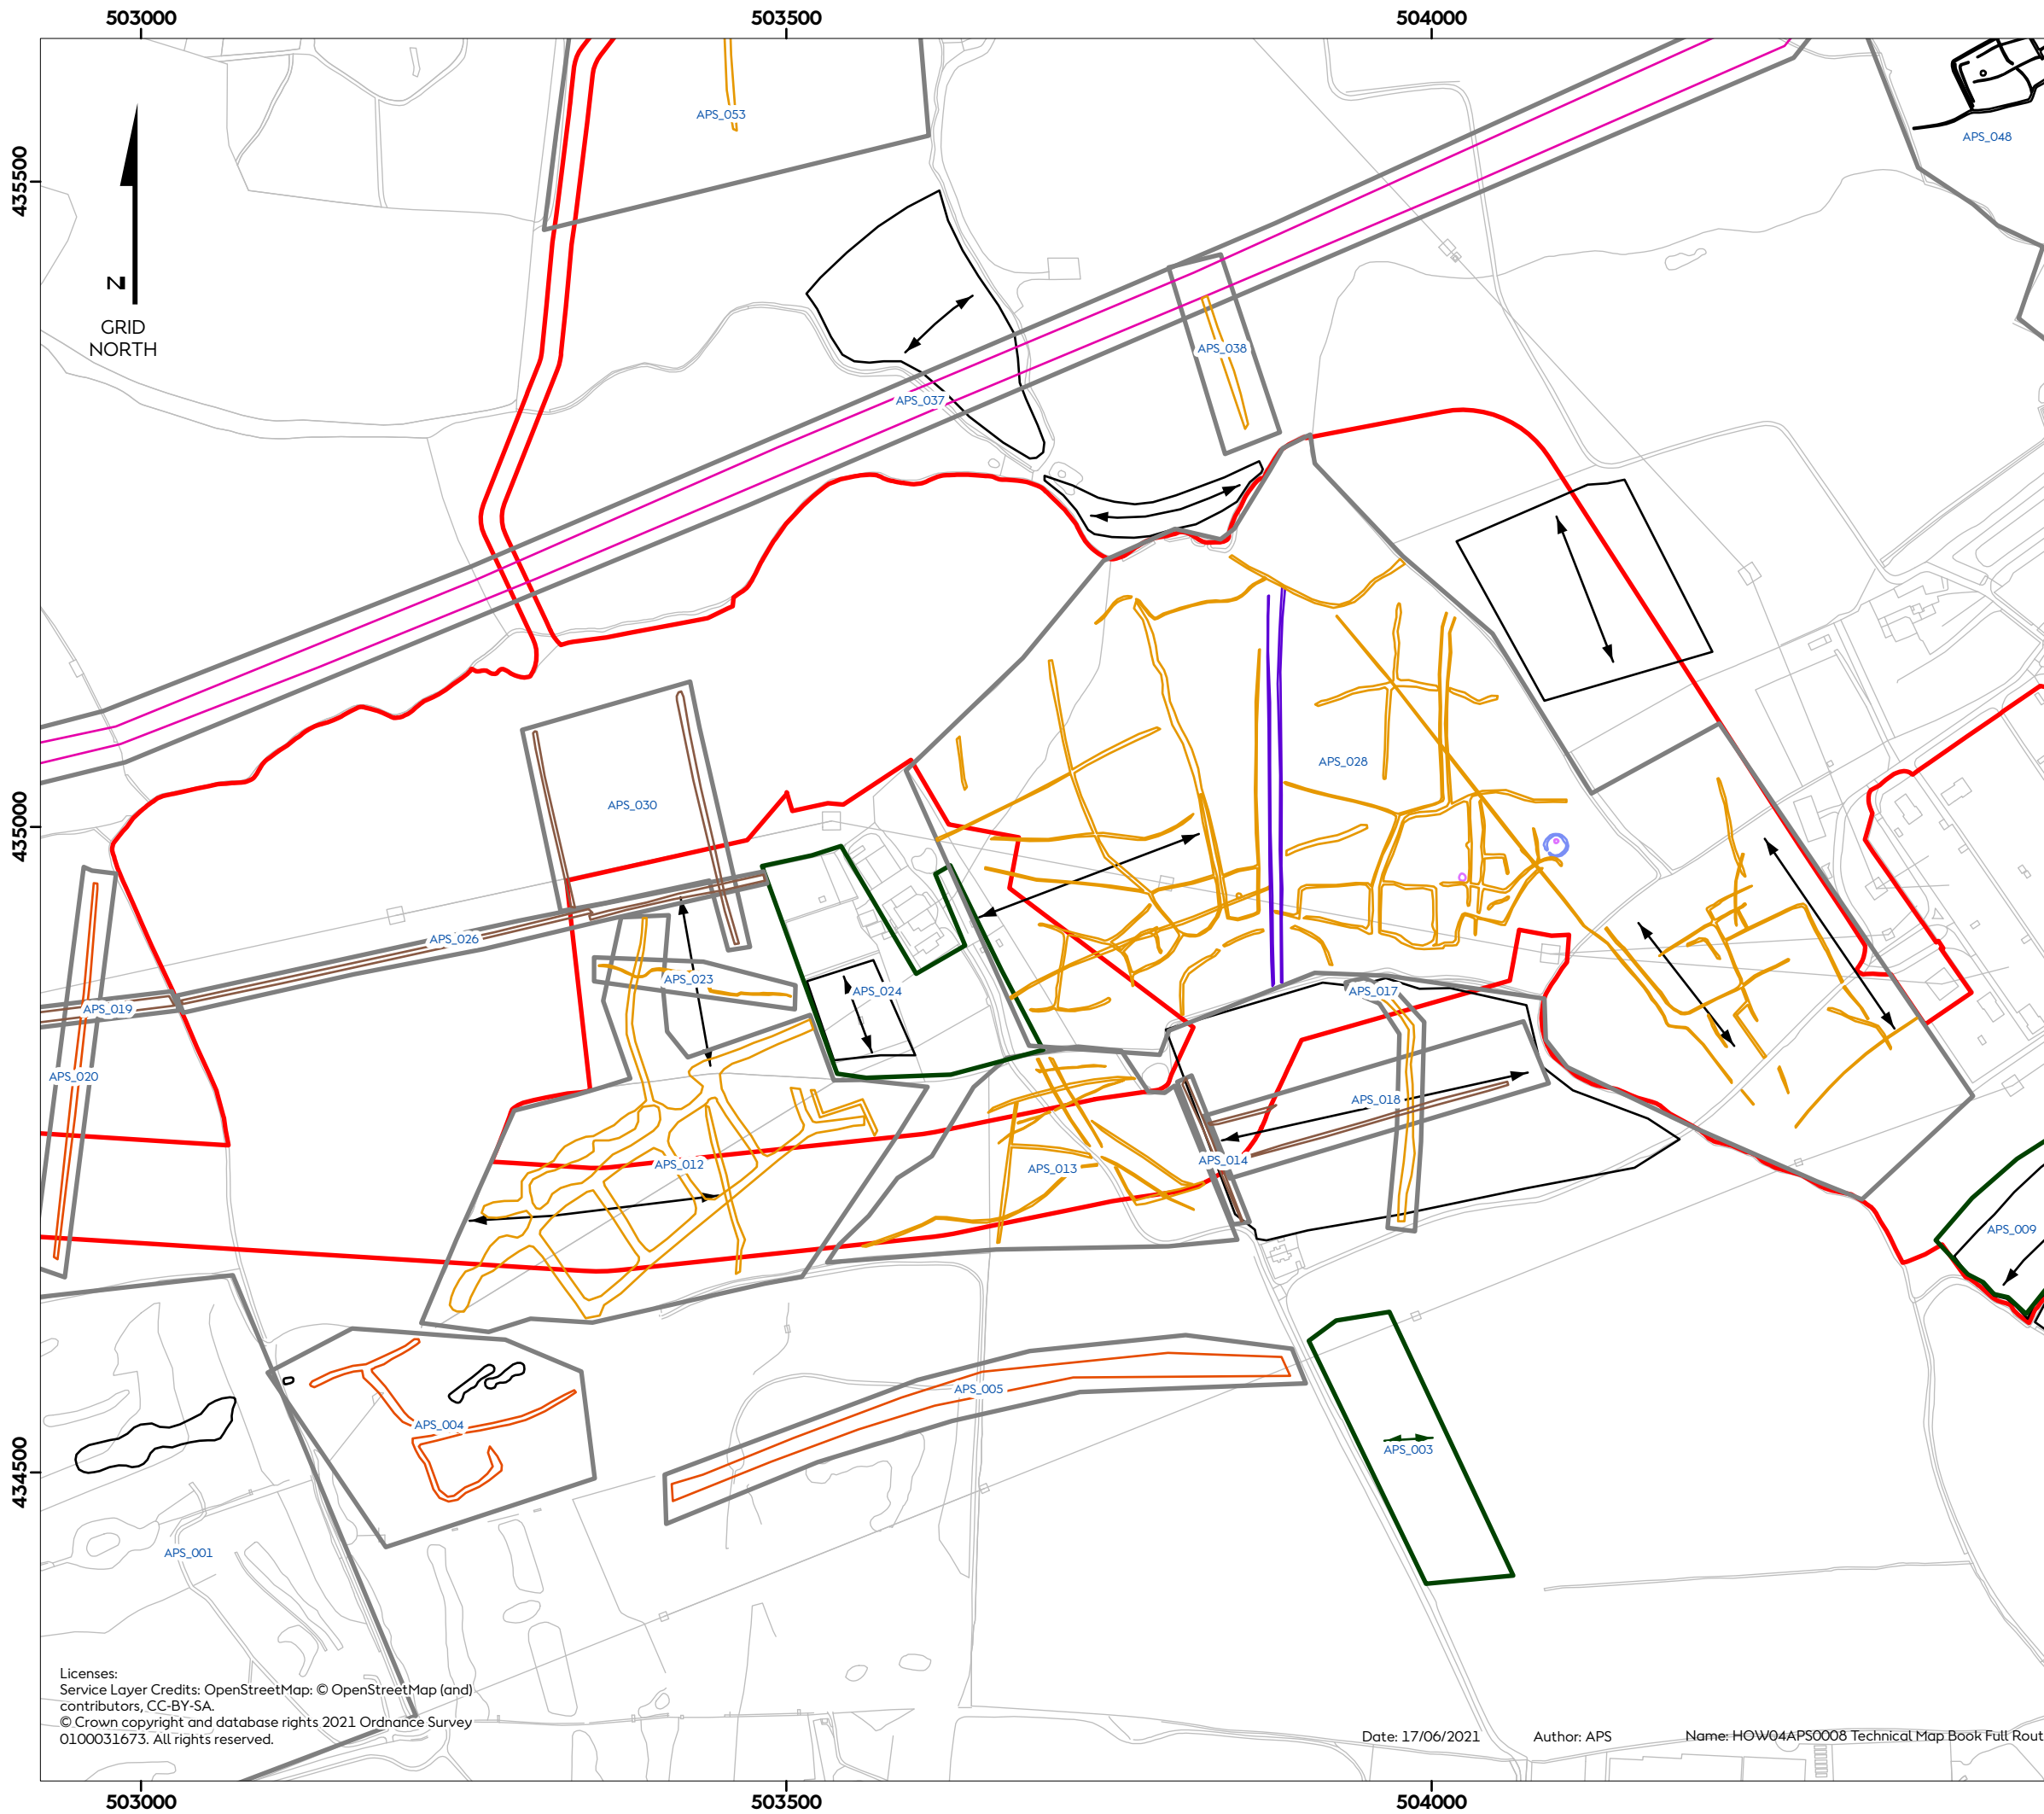 503000
503500
504000
435500
435000
434500
N
GRID
NORTH
APS_053
APS_048
APS_038
APS_037
APS_028
APS_030
APS_026
APS_023
APS_024
APS_017
APS_019
APS_020
APS_018
APS_012
APS_013
APS_014
APS_009
APS_005
APS_004
APS_003
APS_001
Licenses:
Service Layer Credits: OpenStreetMap: © OpenStreetMap (and)
contributors, CC-BY-SA.
© Crown copyright and database rights 2021 Ordnance Survey
0100031673. All rights reserved.
Date: 17/06/2021
Author: APS
Name: HOW04APS0008 Technical Map Book Full Rout
503000
503500
504000